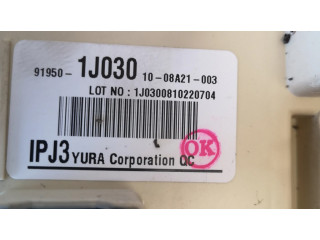 91950- 1J030 10-08A21-003
LOT NO : 1J0300810220704
IPJ3 YURA Corporation QC
OK